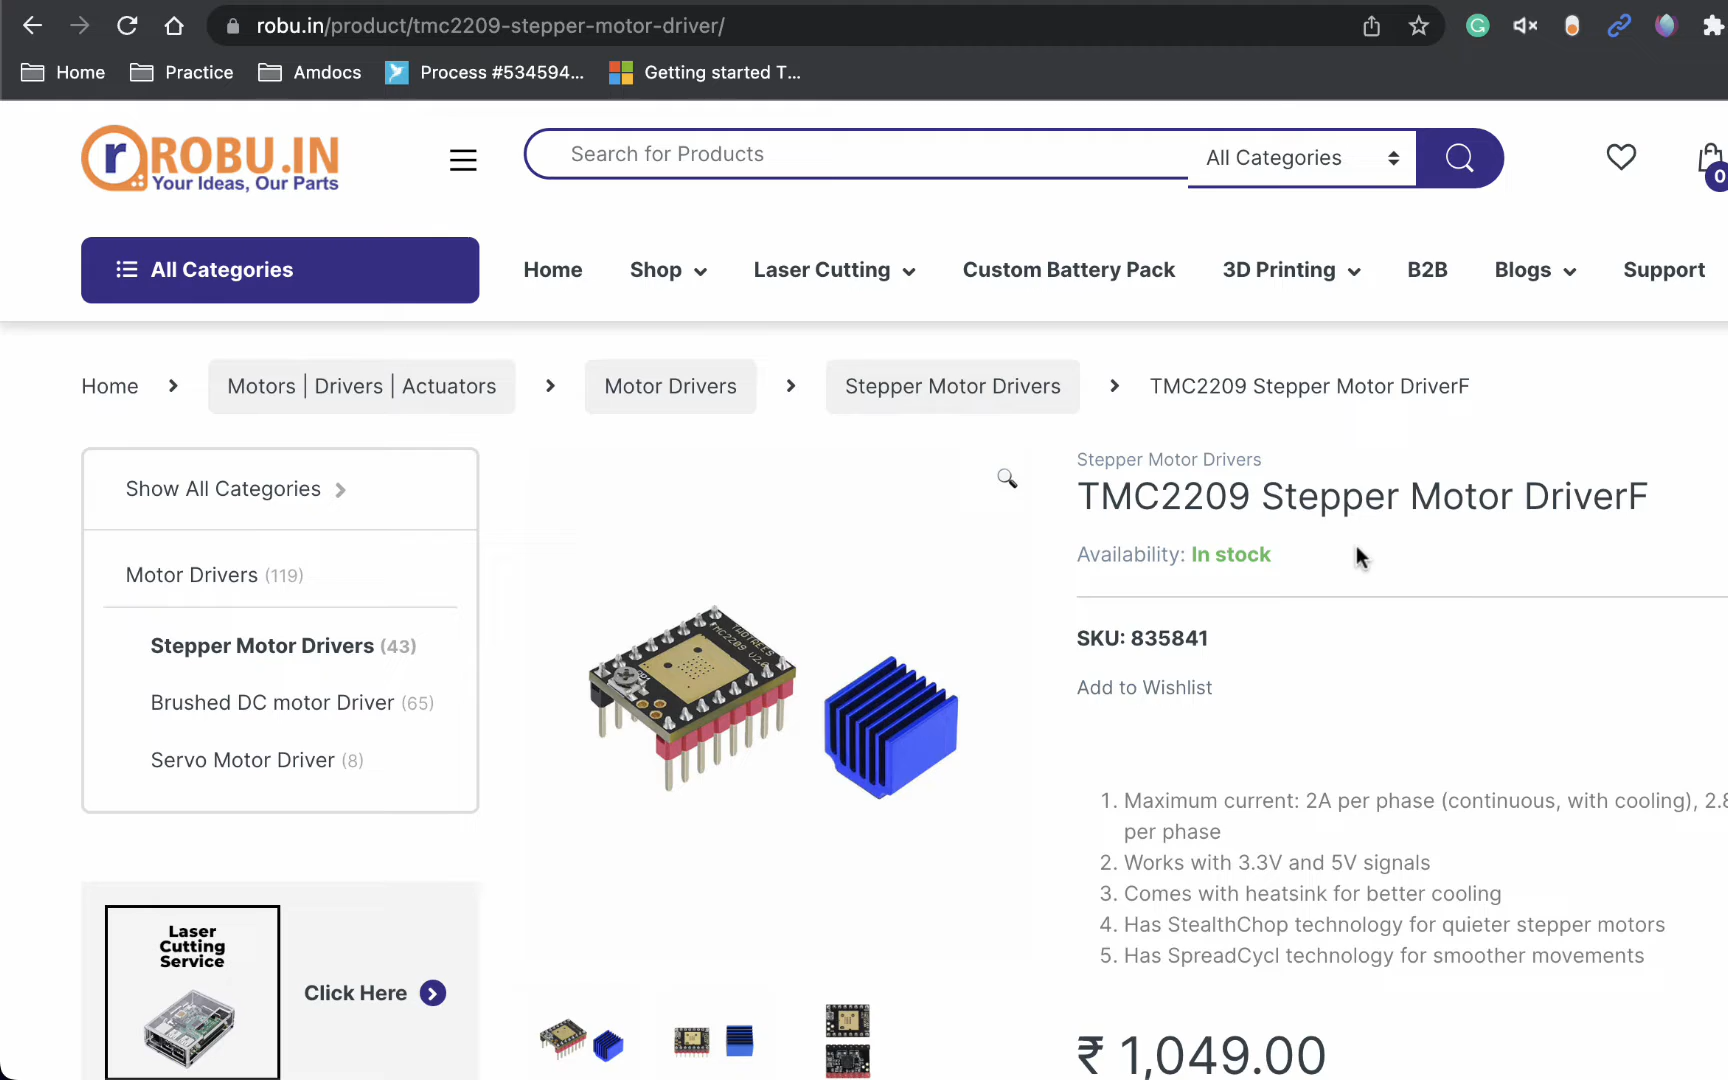 robu.in/product/tmc2209-stepper-motor-driver/
Home Practice Amdocs Process #534594... Getting started T...
ROBU.IN
Your Ideas, Our Parts
Search for Products All Categories
0
All Categories Home Shop Laser Cutting Custom Battery Pack 3D Printing B2B Blogs Support
Home Motors | Drivers | Actuators Motor Drivers Stepper Motor Drivers TMC2209 Stepper Motor DriverF
Show All Categories
Motor Drivers (119)
Stepper Motor Drivers (43)
Brushed DC motor Driver (65)
Servo Motor Driver (8)
Laser
Cutting
Service
Click Here
TWOTREES
TMC2209 V2.0
Stepper Motor Drivers
TMC2209 Stepper Motor DriverF
Availability: In stock
SKU: 835841
Add to Wishlist
1. Maximum current: 2A per phase (continuous, with cooling), 2.8
per phase
2. Works with 3.3V and 5V signals
3. Comes with heatsink for better cooling
4. Has StealthChop technology for quieter stepper motors
5. Has SpreadCycl technology for smoother movements
₹ 1,049.00